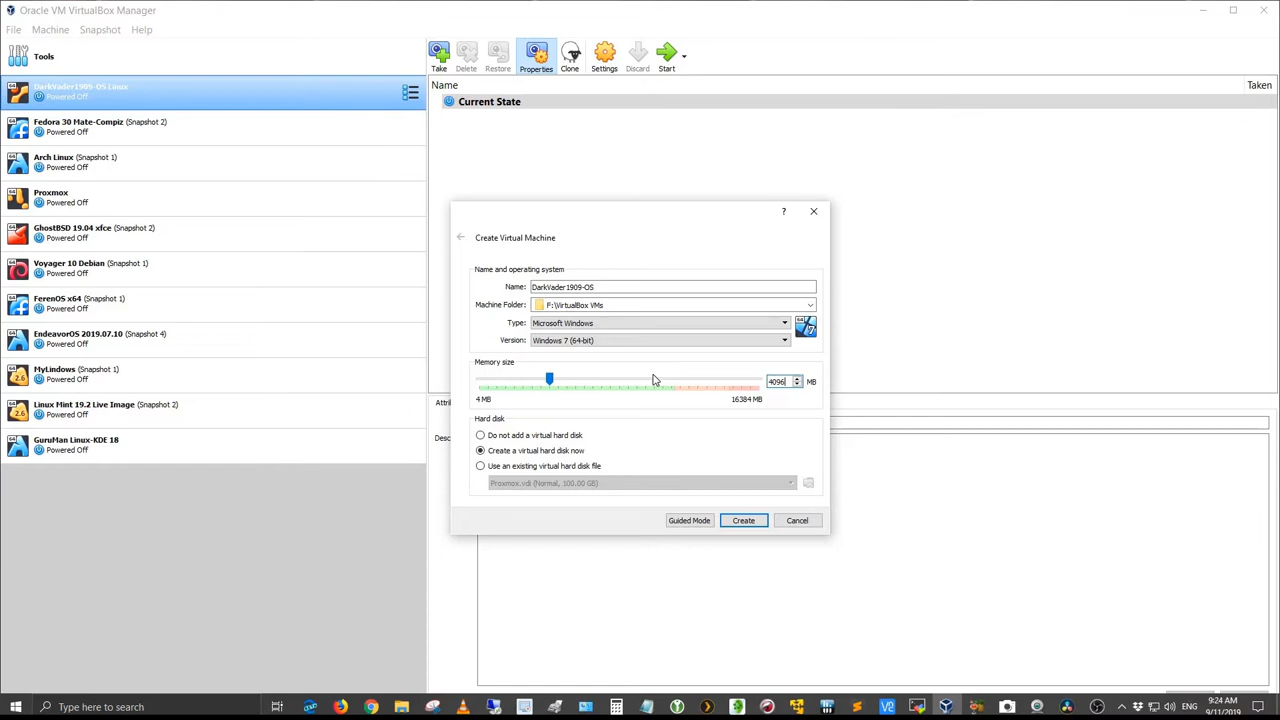 Oracle VM VirtualBox Manager
File Machine Snapshot Help
Tools
Take Delete Restore Properties Clone Settings Discard Start
DarkVader1909-OS Linux
Powered Off
Fedora 30 Mate-Compiz (Snapshot 2)
Powered Off
Arch Linux (Snapshot 1)
Powered Off
Proxmox
Powered Off
GhostBSD 19.04 xfce (Snapshot 2)
Powered Off
Voyager 10 Debian (Snapshot 1)
Powered Off
FerenOS x64 (Snapshot 1)
Powered Off
EndeavorOS 2019.07.10 (Snapshot 4)
Powered Off
MyLindows (Snapshot 1)
Powered Off
Linux Mint 19.2 Live Image (Snapshot 2)
Powered Off
GuruMan Linux-KDE 18
Powered Off
Name Taken
Current State
Attri
Desc
?
Create Virtual Machine
Name and operating system
Name: DarkVader1909-OS
Machine Folder: F:\VirtualBox VMs
Type: Microsoft Windows
Version: Windows 7 (64-bit)
Memory size
4096 MB
4 MB 16384 MB
Hard disk
Do not add a virtual hard disk
Create a virtual hard disk now
Use an existing virtual hard disk file
Proxmox.vdi (Normal, 100.00 GB)
Guided Mode Create Cancel
Type here to search
ENG
9:24 AM
9/11/2019